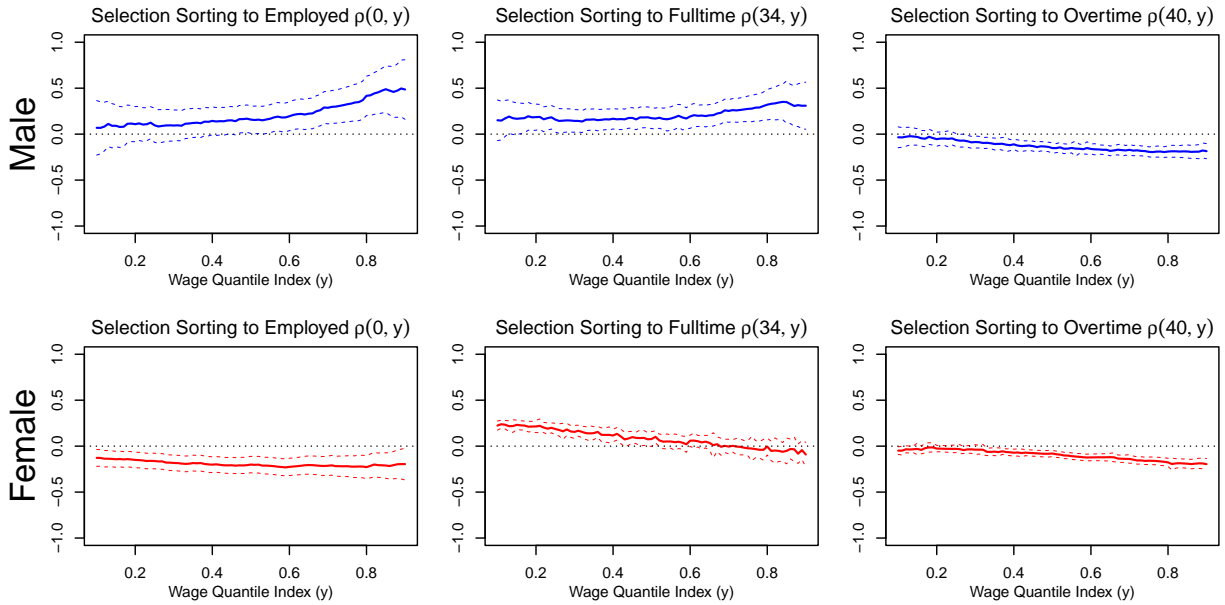 Selection Sorting to Employed ρ(0, y)
Selection Sorting to Fulltime ρ(34, y)
Selection Sorting to Overtime ρ(40, y)
Male
1.0
0.5
0.0
−0.5
−1.0
0.2 0.4 0.6 0.8
Wage Quantile Index (y)
1.0
0.5
0.0
−0.5
−1.0
0.2 0.4 0.6 0.8
Wage Quantile Index (y)
1.0
0.5
0.0
−0.5
−1.0
0.2 0.4 0.6 0.8
Wage Quantile Index (y)
Selection Sorting to Employed ρ(0, y)
Selection Sorting to Fulltime ρ(34, y)
Selection Sorting to Overtime ρ(40, y)
Female
1.0
0.5
0.0
−0.5
−1.0
0.2 0.4 0.6 0.8
Wage Quantile Index (y)
1.0
0.5
0.0
−0.5
−1.0
0.2 0.4 0.6 0.8
Wage Quantile Index (y)
1.0
0.5
0.0
−0.5
−1.0
0.2 0.4 0.6 0.8
Wage Quantile Index (y)